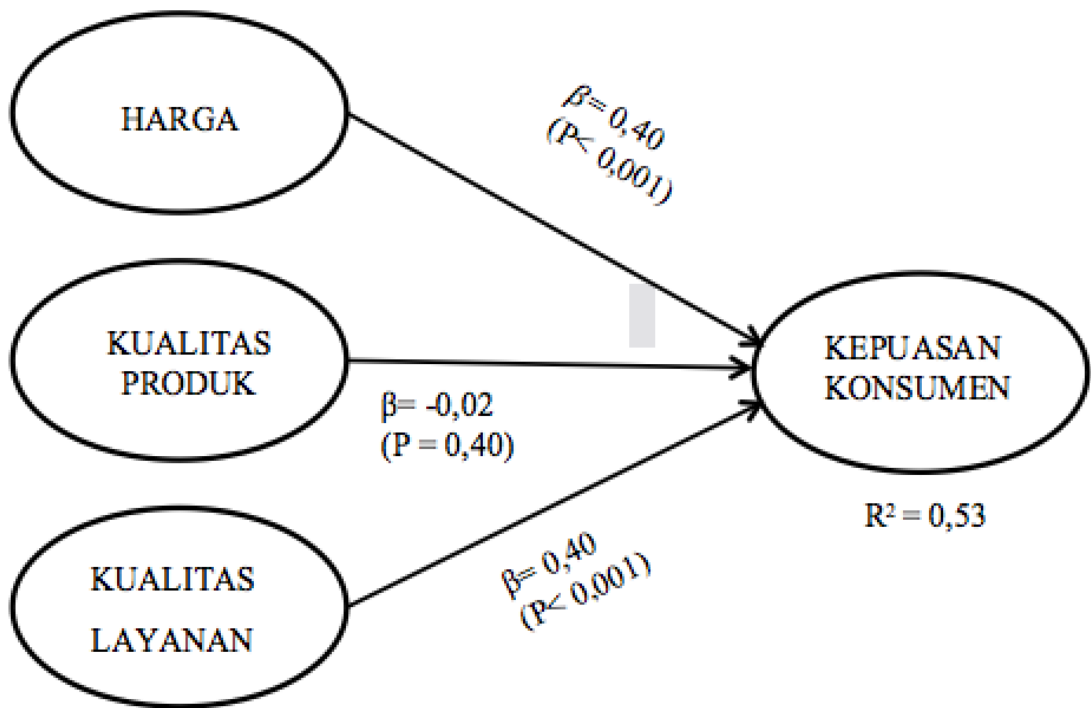 HARGA
β= 0,40
(P< 0,001)
KUALITAS
PRODUK
β= -0,02
(P = 0,40)
KEPUASAN
KONSUMEN
R² = 0,53
KUALITAS
LAYANAN
β= 0,40
(P< 0,001)